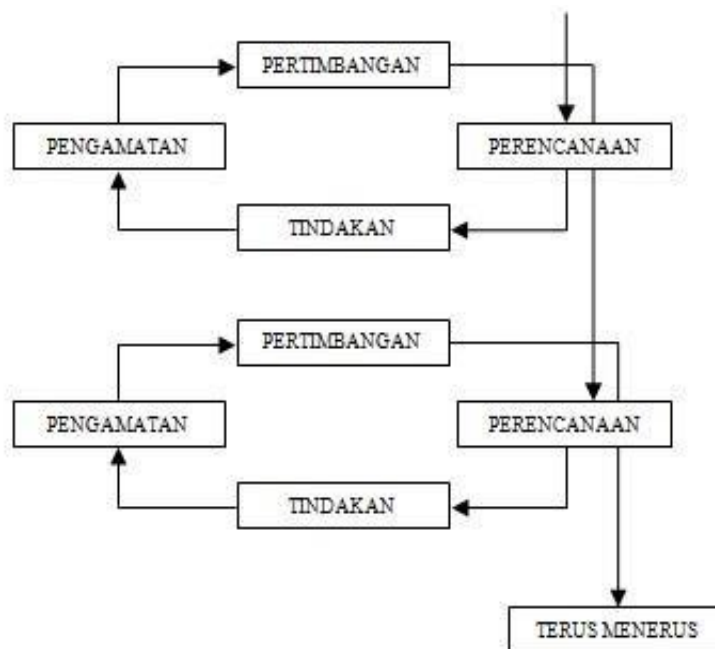 PERTIMBANGAN
PENGAMATAN
PERENCANAAN
TINDAKAN
PERTIMBANGAN
PENGAMATAN
PERENCANAAN
TINDAKAN
TERUS MENERUS